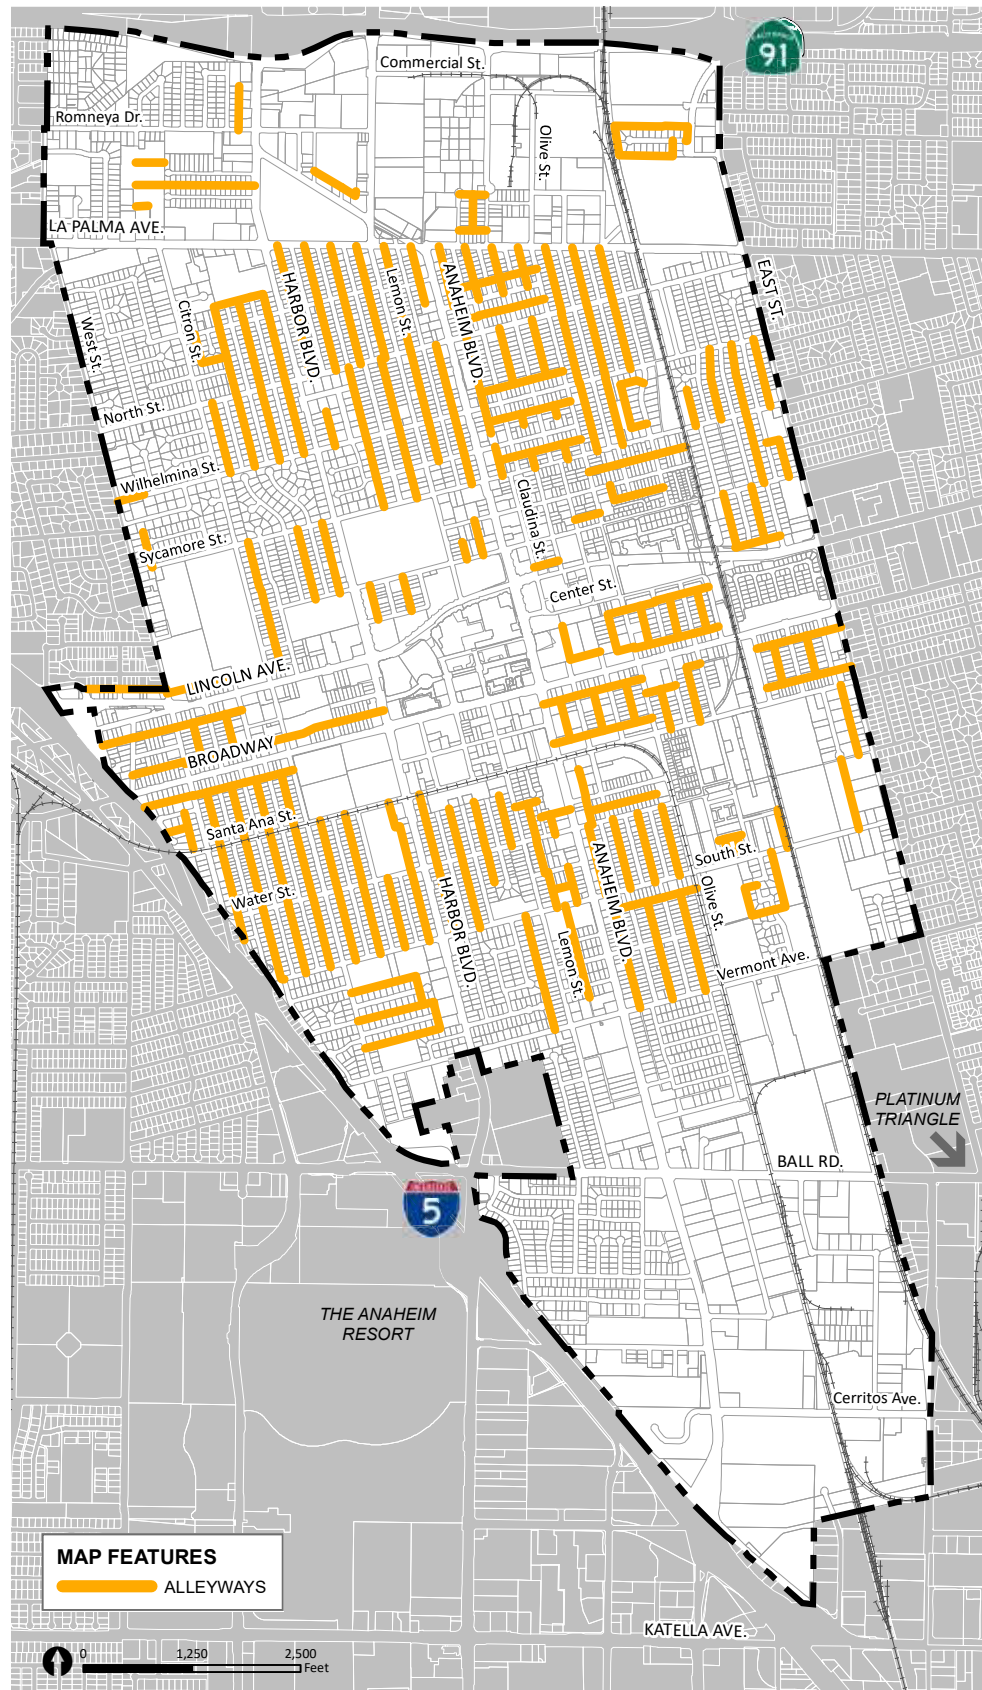 91
Commercial St.
Romneya Dr.
Olive St.
LA PALMA AVE.
EAST ST.
HARBOR BLVD.
Lemon St.
ANAHEIM BLVD.
Citron St.
West St.
North St.
Wilhelmina St.
Claudina St.
Sycamore St.
Center St.
LINCOLN AVE.
BROADWAY
Santa Ana St.
South St.
ANAHEIM BLVD.
HARBOR BLVD.
Olive St.
Water St.
Lemon St.
Vermont Ave.
PLATINUM
TRIANGLE
BALL RD.
5
THE ANAHEIM
RESORT
Cerritos Ave.
MAP FEATURES
ALLEYWAYS
KATELLA AVE.
0 1,250 2,500
Feet